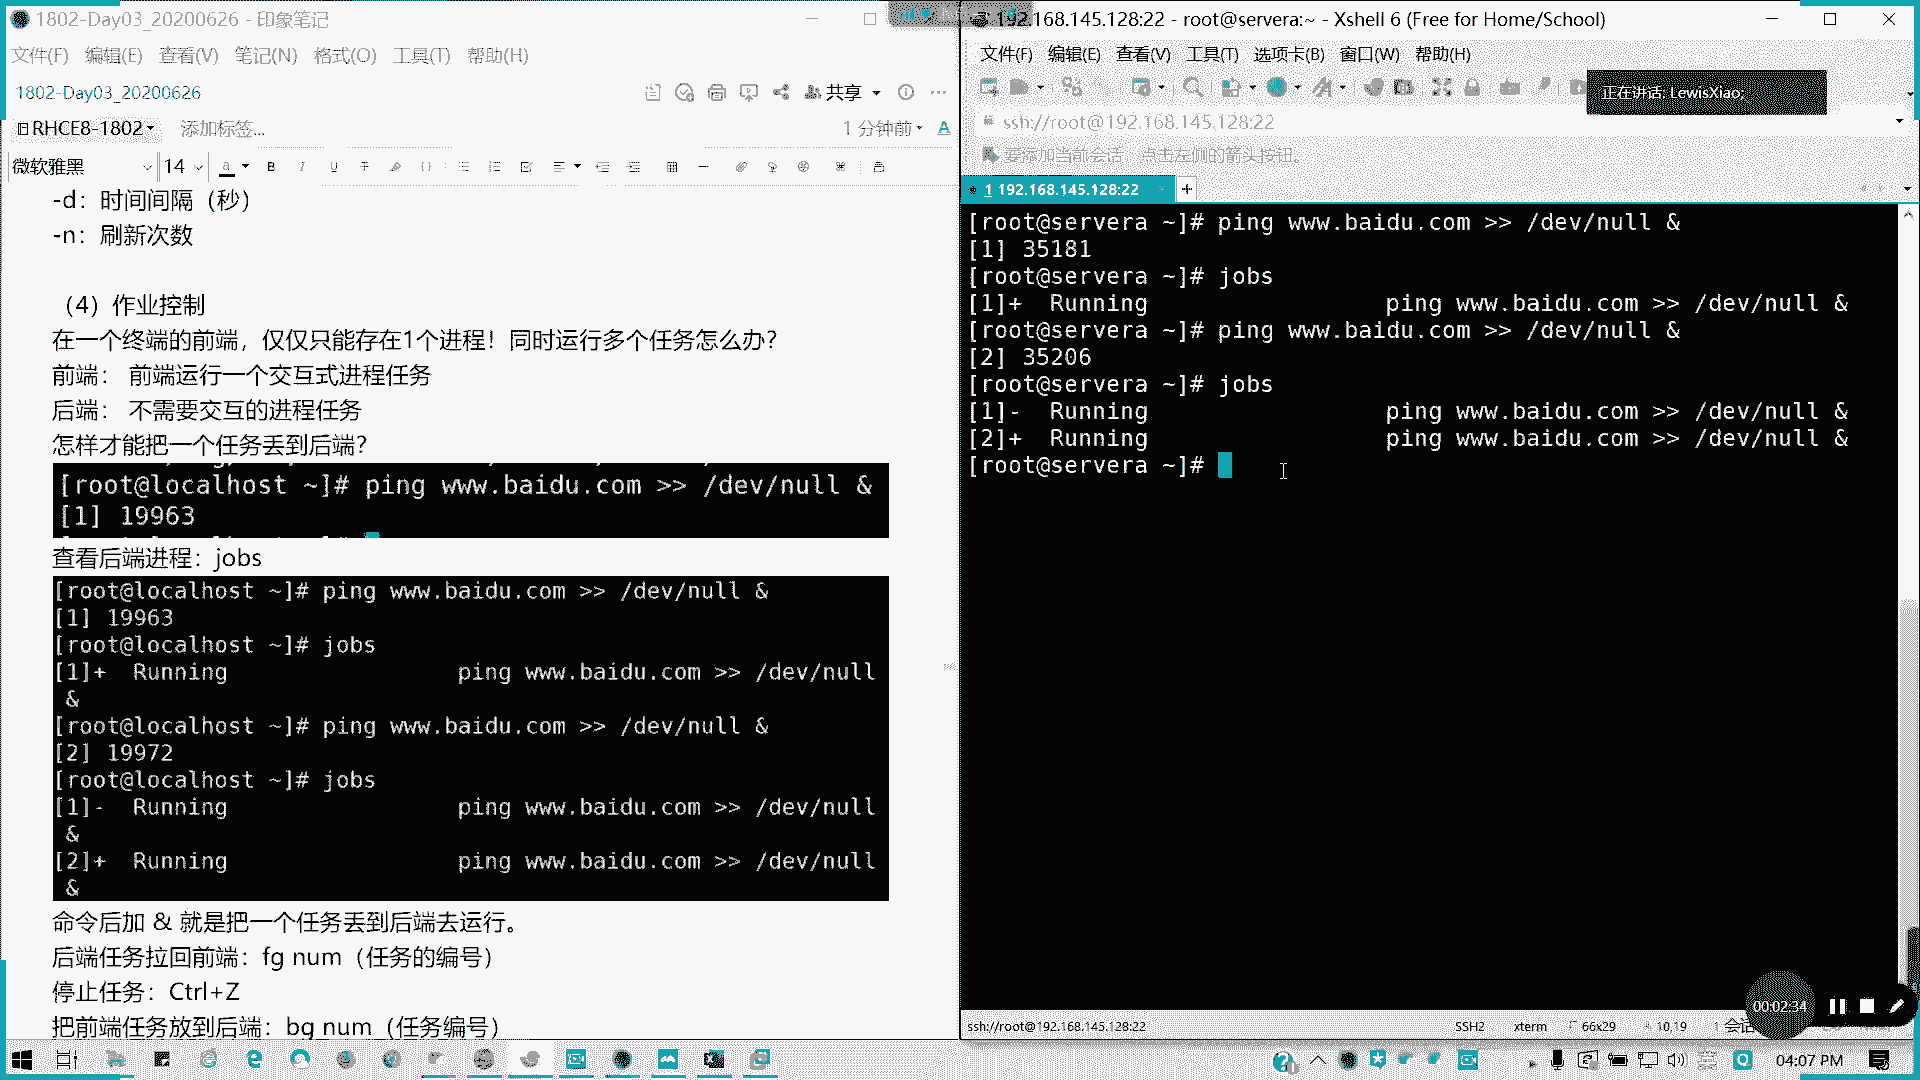 1802-Day03_20200626 - 印象笔记
文件(F) 编辑(E) 查看(V) 笔记(N) 格式(O) 工具(T) 帮助(H)
1802-Day03_20200626
共享
RHCE8-1802 添加标签...
1 分钟前
微软雅黑 14
-d：时间间隔（秒）
-n：刷新次数
（4）作业控制
在一个终端的前端，仅仅只能存在1个进程！同时运行多个任务怎么办？
前端： 前端运行一个交互式进程任务
后端： 不需要交互的进程任务
怎样才能把一个任务丢到后端？
[root@localhost ~]# ping www.baidu.com >> /dev/null &
[1] 19963
查看后端进程：jobs
[root@localhost ~]# ping www.baidu.com >> /dev/null &
[1] 19963
[root@localhost ~]# jobs
[1]+  Running                 ping www.baidu.com >> /dev/null
&
[root@localhost ~]# ping www.baidu.com >> /dev/null &
[2] 19972
[root@localhost ~]# jobs
[1]-  Running                 ping www.baidu.com >> /dev/null
&
[2]+  Running                 ping www.baidu.com >> /dev/null
&
命令后加 & 就是把一个任务丢到后端去运行。
后端任务拉回前端：fg num（任务的编号）
停止任务：Ctrl+Z
把前端任务放到后端：bg num（任务编号）
192.168.145.128:22 - root@servera:~ - Xshell 6 (Free for Home/School)
文件(F) 编辑(E) 查看(V) 工具(T) 选项卡(B) 窗口(W) 帮助(H)
正在讲话: LewisXiao;
ssh://root@192.168.145.128:22
要添加当前会话，点击左侧的箭头按钮。
1 192.168.145.128:22
[root@servera ~]# ping www.baidu.com >> /dev/null &
[1] 35181
[root@servera ~]# jobs
[1]+  Running                 ping www.baidu.com >> /dev/null &
[root@servera ~]# ping www.baidu.com >> /dev/null &
[2] 35206
[root@servera ~]# jobs
[1]-  Running                 ping www.baidu.com >> /dev/null &
[2]+  Running                 ping www.baidu.com >> /dev/null &
[root@servera ~]#
00:02:34
ssh://root@192.168.145.128:22 SSH2 xterm 66x29 10,19 1 会话
04:07 PM